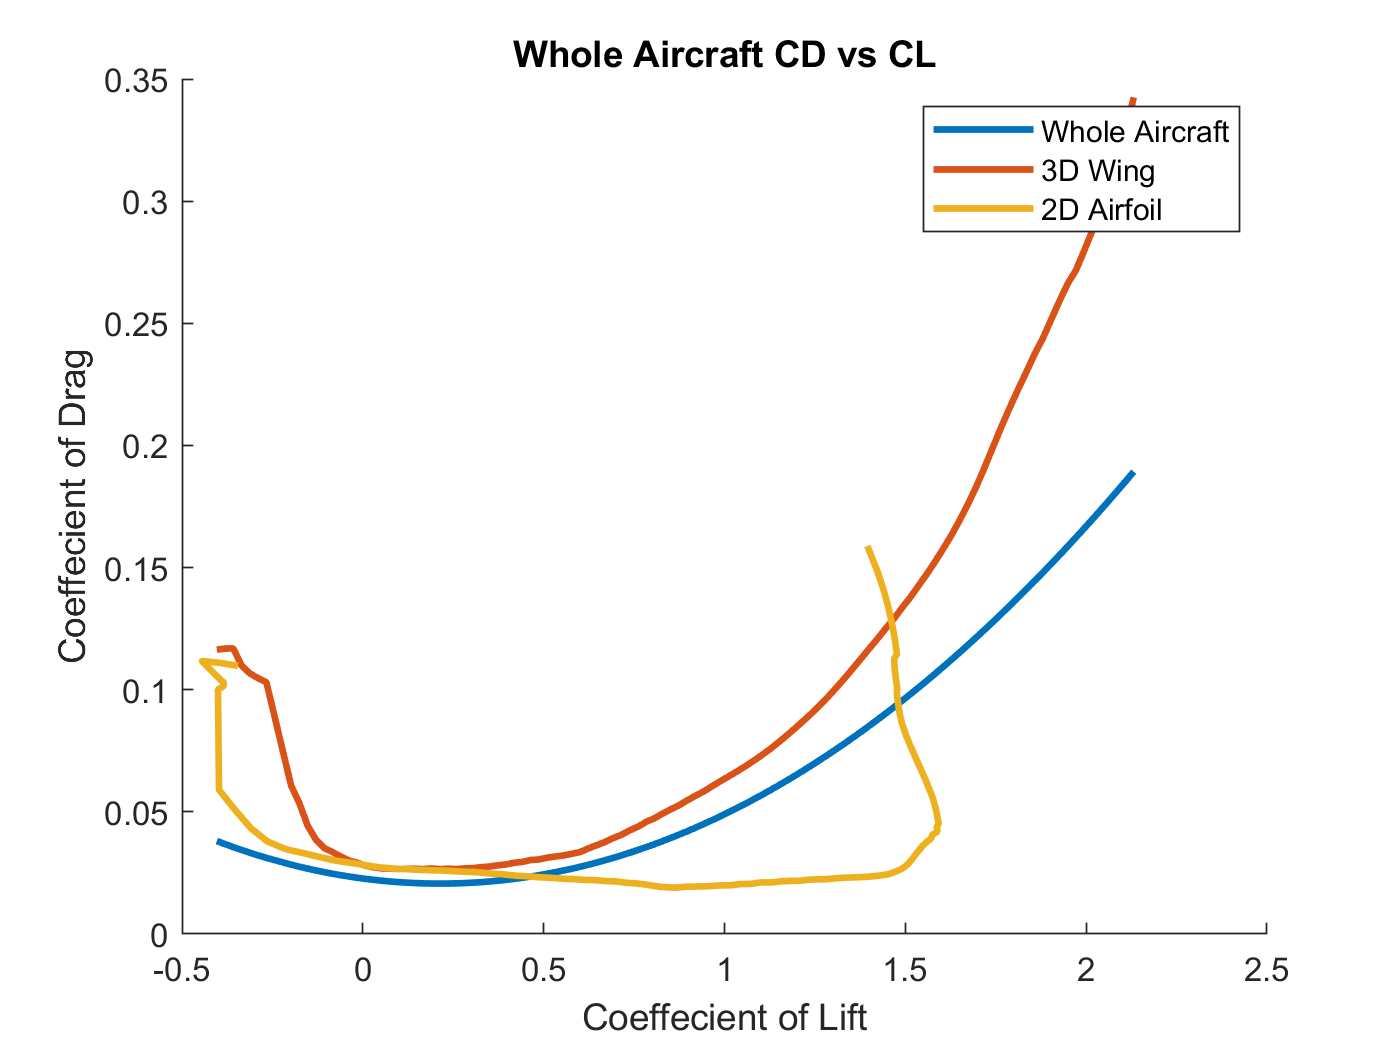 Whole Aircraft CD vs CL
0.35
0.3
0.25
0.2
0.15
0.1
0.05
0
Coeffecient of Drag
Whole Aircraft
3D Wing
2D Airfoil
-0.5 0 0.5 1 1.5 2 2.5
Coeffecient of Lift